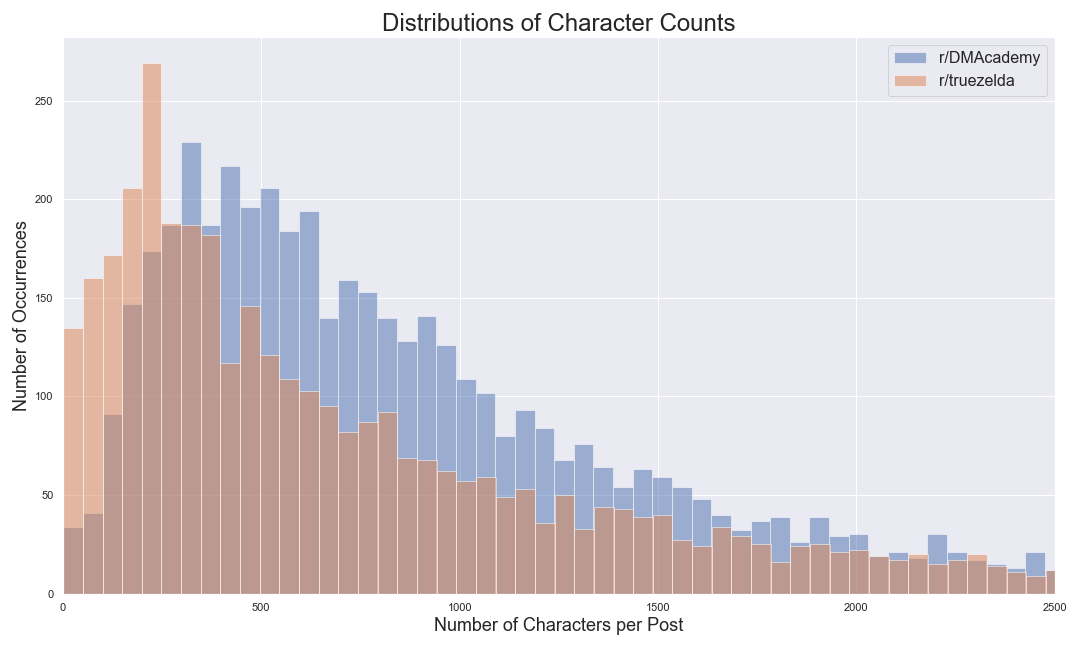 Distributions of Character Counts
r/DMAcademy
r/truezelda
Number of Occurrences
250
200
150
100
50
0
0 500 1000 1500 2000 2500
Number of Characters per Post